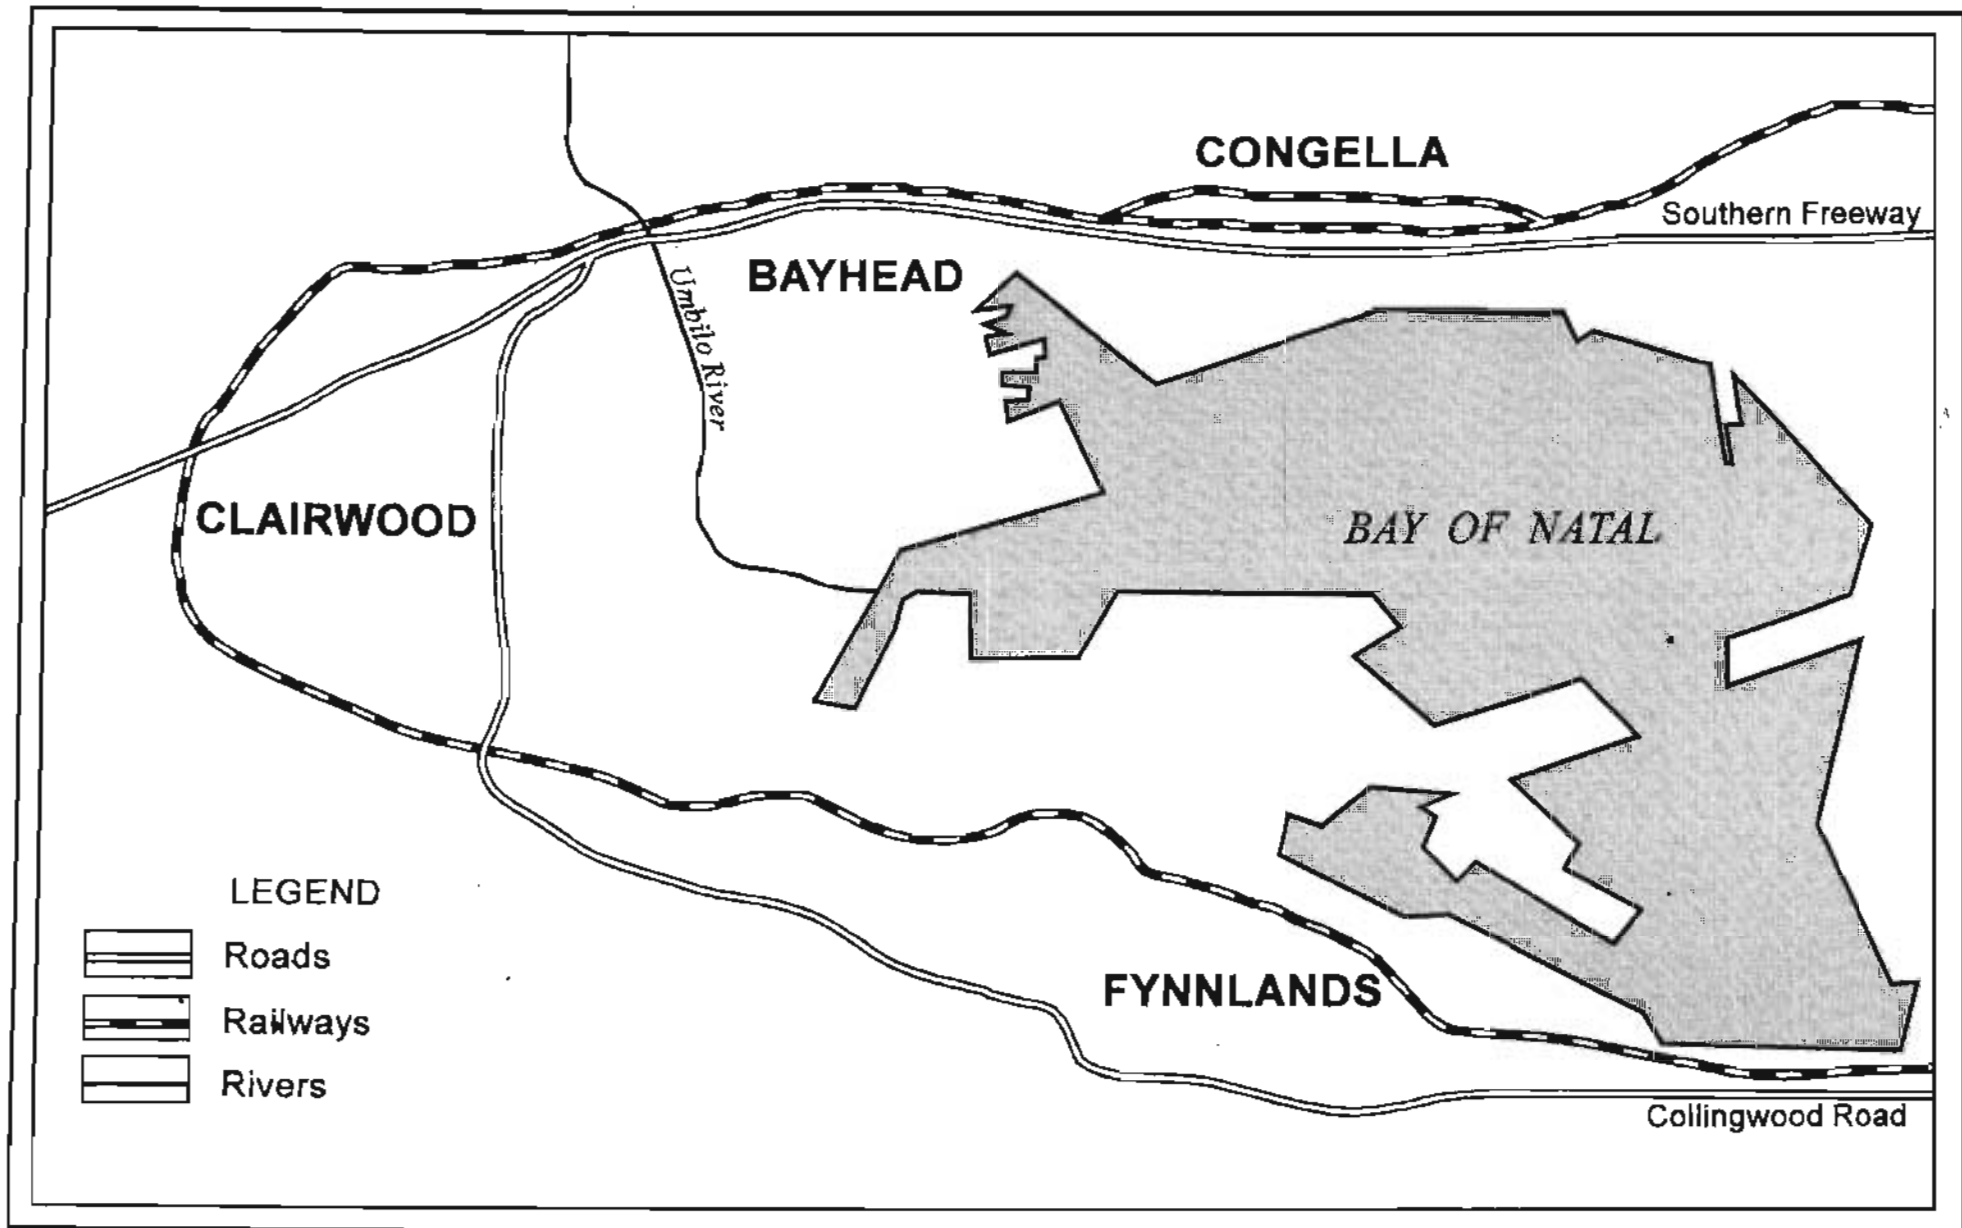 CONGELLA
Southern Freeway
BAYHEAD
Umbilo River
CLAIRWOOD
BAY OF NATAL
LEGEND
Roads
Railways
Rivers
FYNNLANDS
Collingwood Road